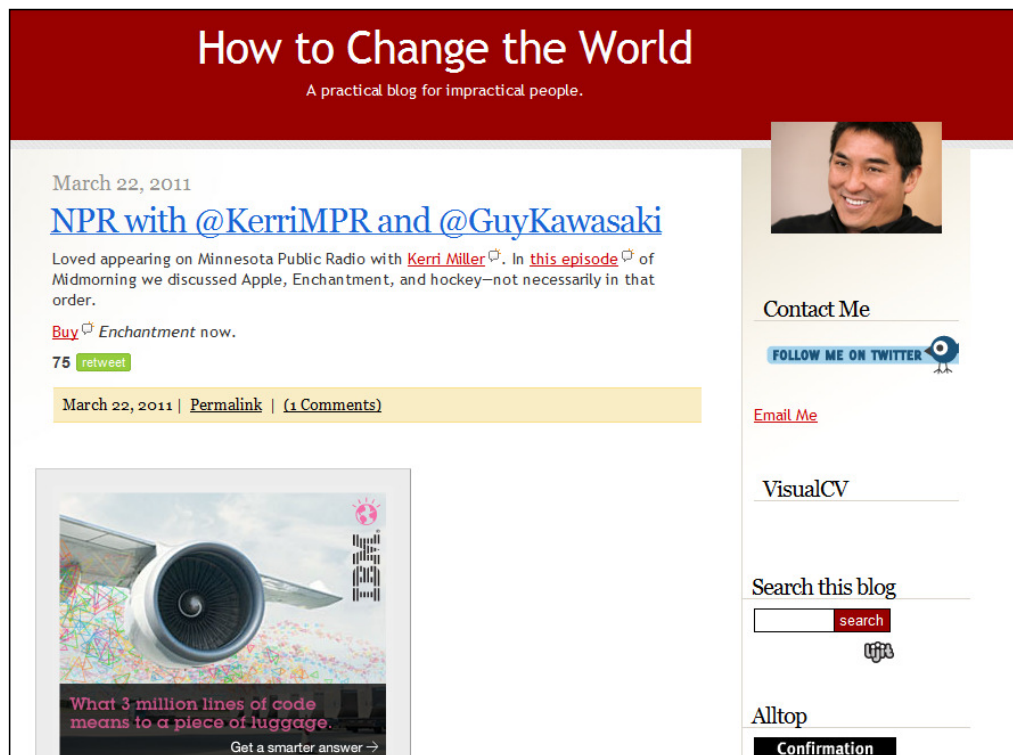 How to Change the World
A practical blog for impractical people.
March 22, 2011
NPR with @KerriMPR and @GuyKawasaki
Loved appearing on Minnesota Public Radio with Kerri Miller. In this episode of
Midmorning we discussed Apple, Enchantment, and hockey—not necessarily in that
order.
Buy Enchantment now.
75 retweet
March 22, 2011 | Permalink | (1 Comments)
IBM.
What 3 million lines of code
means to a piece of luggage.
Get a smarter answer →
Contact Me
FOLLOW ME ON TWITTER
Email Me
VisualCV
Search this blog
search
lijit
Alltop
Confirmation